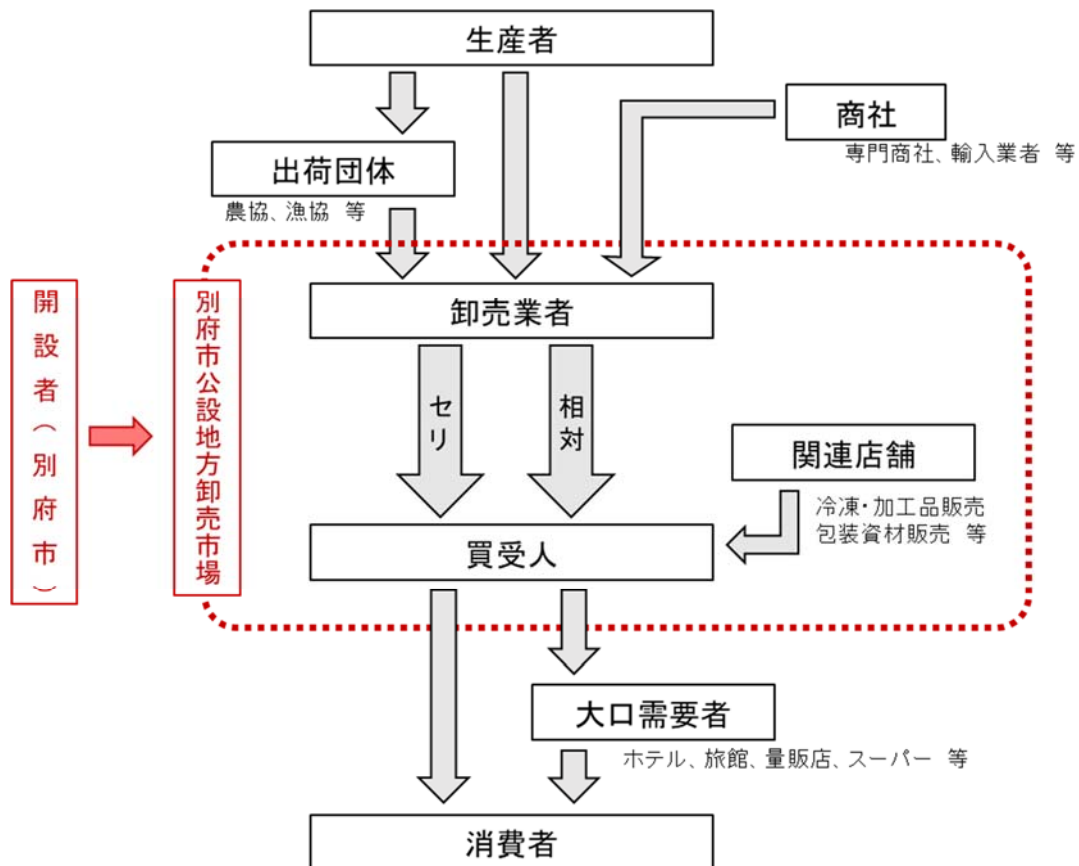 生産者
商社
専門商社、輸入業者 等
出荷団体
農協、漁協 等
開設者（別府市）
別府市公設地方卸売市場
卸売業者
セリ
相対
関連店舗
冷凍・加工品販売
包装資材販売 等
買受人
大口需要者
ホテル、旅館、量販店、スーパー 等
消費者